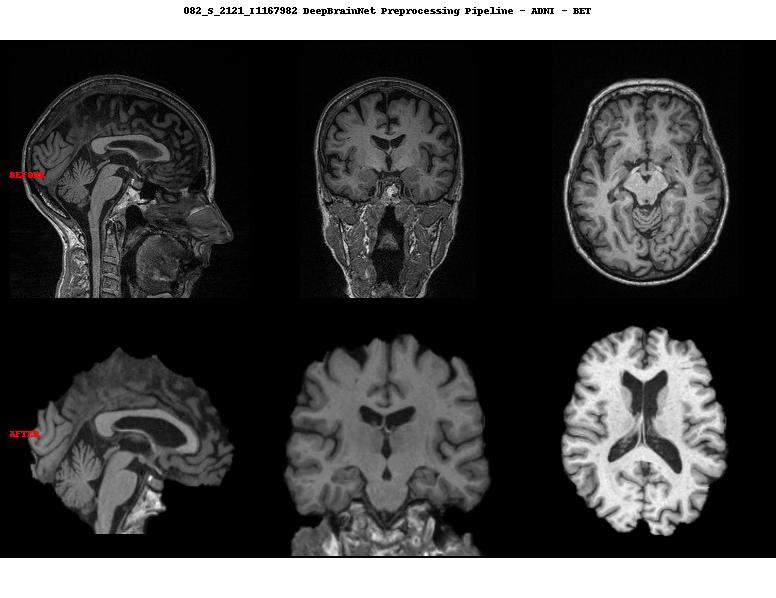 082_S_2121_I1167982 DeepBrainNet Preprocessing Pipeline - ADNI - BET
BEFORE
AFTER